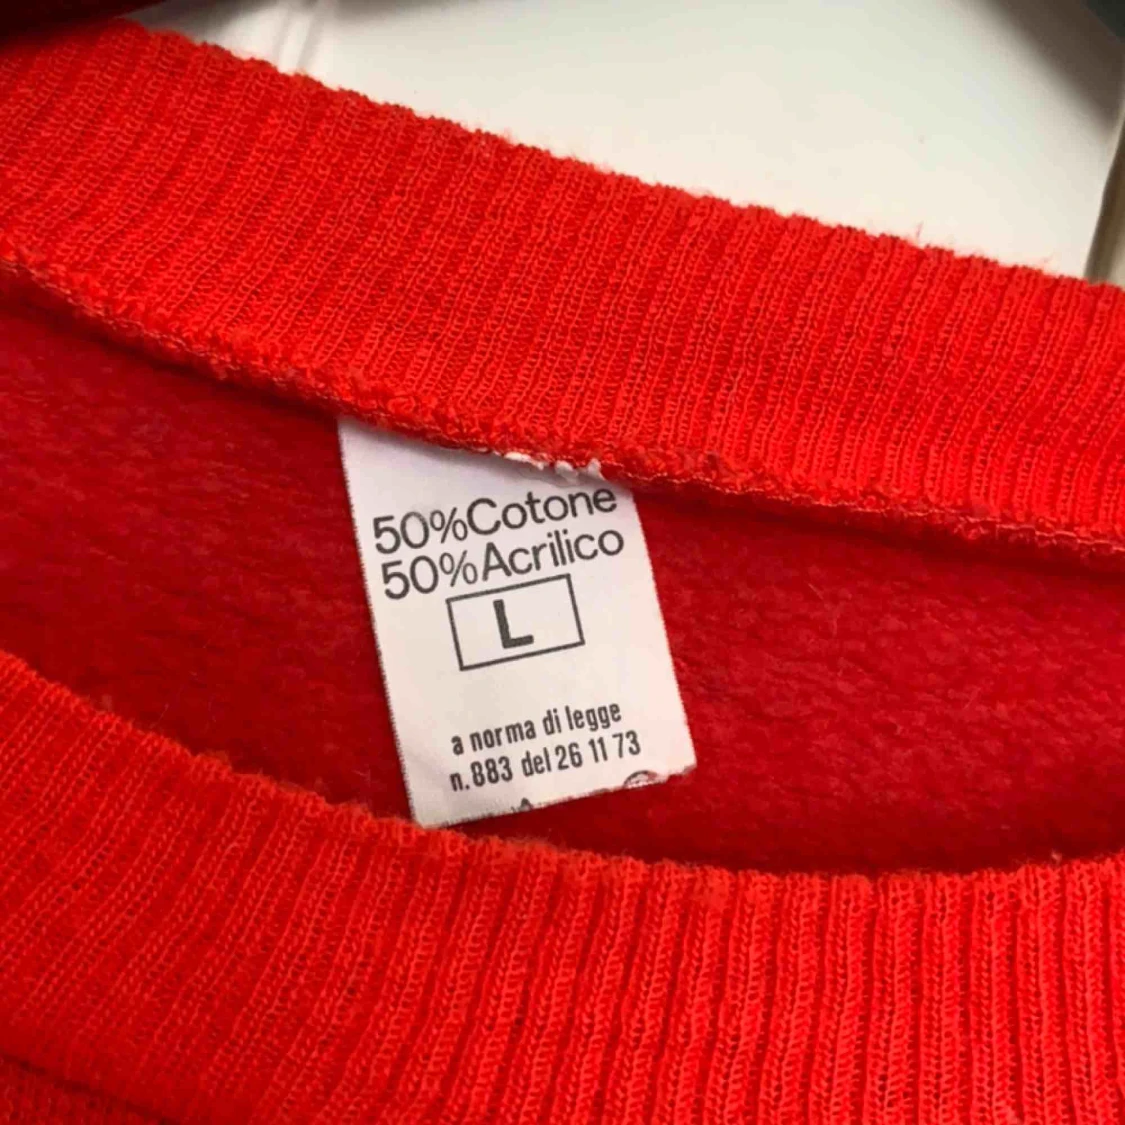 50%Cotone
50%Acrilico
L
a norma di legge
n.883 del 26 11 73